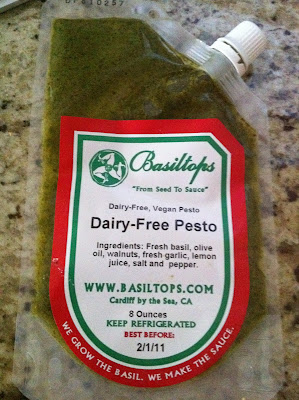 Basiltops
"From Seed To Sauce"
Dairy-Free, Vegan Pesto
Dairy-Free Pesto
Ingredients: Fresh basil, olive
oil, walnuts, fresh garlic, lemon
juice, salt and pepper.
WWW.BASILTOPS.COM
Cardiff by the Sea, CA
8 Ounces
KEEP REFRIGERATED
BEST BEFORE:
2/1/11
WE GROW THE BASIL. WE MAKE THE SAUCE.